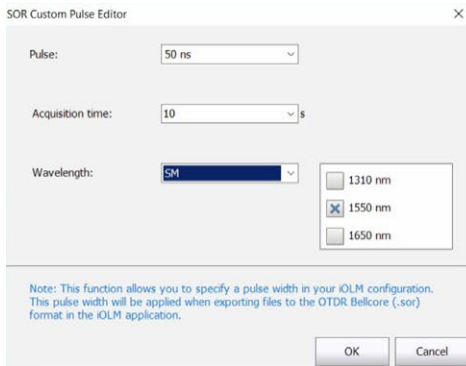 SOR Custom Pulse Editor
Pulse: 50 ns
Acquisition time: 10 s
Wavelength: SM
1310 nm
1550 nm
1650 nm
Note: This function allows you to specify a pulse width in your iOLM configuration.
This pulse width will be applied when exporting files to the OTDR Bellcore (.sor)
format in the iOLM application.
OK Cancel